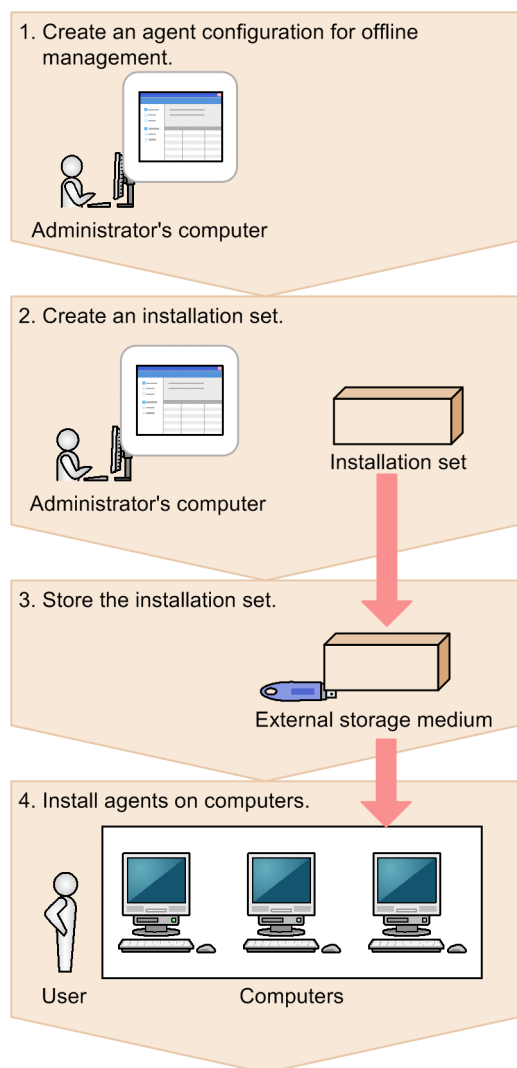 1. Create an agent configuration for offline
management.
Administrator's computer
2. Create an installation set.
Installation set
Administrator's computer
3. Store the installation set.
External storage medium
4. Install agents on computers.
User
Computers